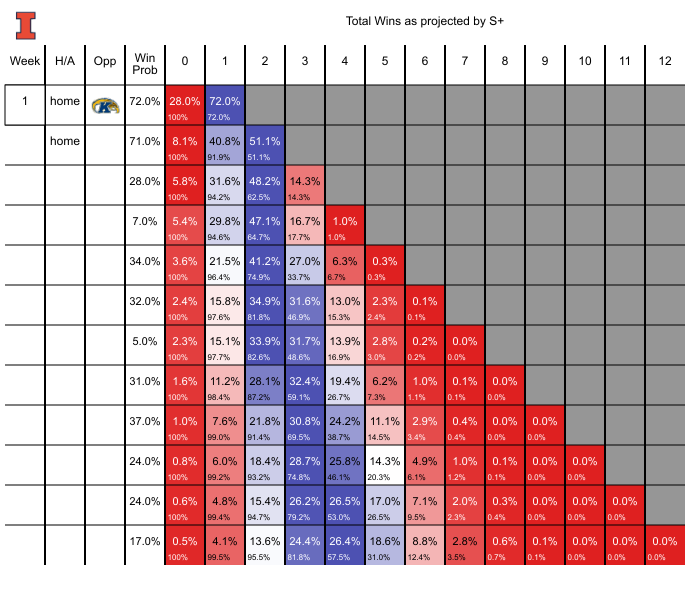 Total Wins as projected by S+
Week H/A Opp Win Prob 0 1 2 3 4 5 6 7 8 9 10 11 12
1 home 72.0% 28.0% 72.0%
100% 72.0%
home 71.0% 8.1% 40.8% 51.1%
100% 91.9% 51.1%
28.0% 5.8% 31.6% 48.2% 14.3%
100% 94.2% 62.5% 14.3%
7.0% 5.4% 29.8% 47.1% 16.7% 1.0%
100% 94.6% 64.7% 17.7% 1.0%
34.0% 3.6% 21.5% 41.2% 27.0% 6.3% 0.3%
100% 96.4% 74.9% 33.7% 6.7% 0.3%
32.0% 2.4% 15.8% 34.9% 31.6% 13.0% 2.3% 0.1%
100% 97.6% 81.8% 46.9% 15.3% 2.4% 0.1%
5.0% 2.3% 15.1% 33.9% 31.7% 13.9% 2.8% 0.2% 0.0%
100% 97.7% 82.6% 48.6% 16.9% 3.0% 0.2% 0.0%
31.0% 1.6% 11.2% 28.1% 32.4% 19.4% 6.2% 1.0% 0.1% 0.0%
100% 98.4% 87.2% 59.1% 26.7% 7.3% 1.1% 0.1% 0.0%
37.0% 1.0% 7.6% 21.8% 30.8% 24.2% 11.1% 2.9% 0.4% 0.0% 0.0%
100% 99.0% 91.4% 69.5% 38.7% 14.5% 3.4% 0.4% 0.0% 0.0%
24.0% 0.8% 6.0% 18.4% 28.7% 25.8% 14.3% 4.9% 1.0% 0.1% 0.0% 0.0%
100% 99.2% 93.2% 74.8% 46.1% 20.3% 6.1% 1.2% 0.1% 0.0% 0.0%
24.0% 0.6% 4.8% 15.4% 26.2% 26.5% 17.0% 7.1% 2.0% 0.3% 0.0% 0.0% 0.0%
100% 99.4% 94.7% 79.2% 53.0% 26.5% 9.5% 2.3% 0.4% 0.0% 0.0% 0.0%
17.0% 0.5% 4.1% 13.6% 24.4% 26.4% 18.6% 8.8% 2.8% 0.6% 0.1% 0.0% 0.0% 0.0%
100% 99.5% 95.5% 81.8% 57.5% 31.0% 12.4% 3.5% 0.7% 0.1% 0.0% 0.0% 0.0%